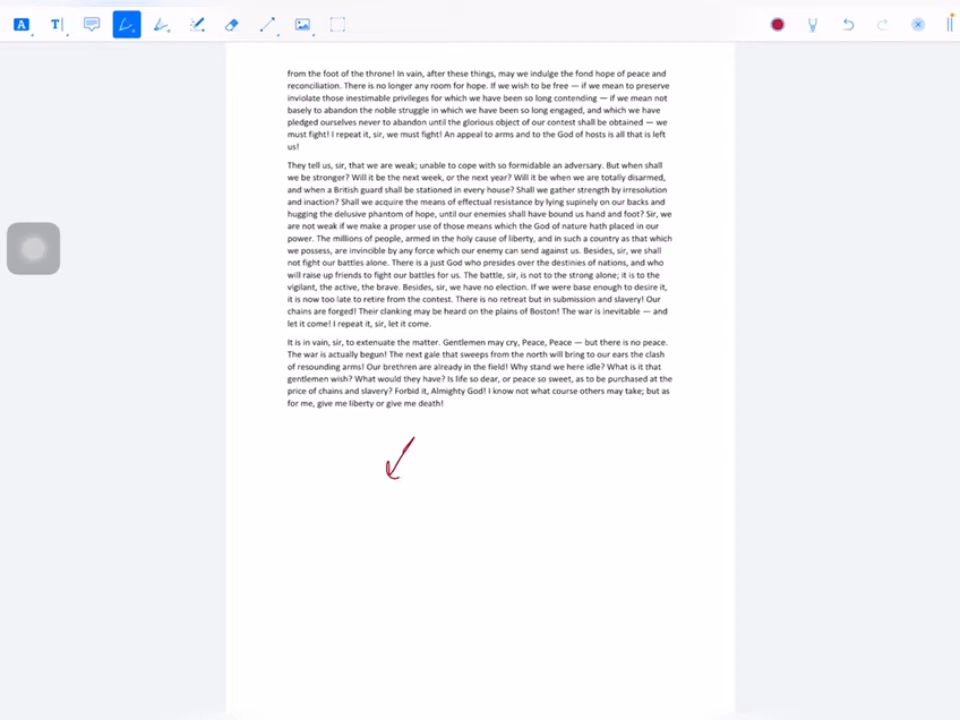 A
T
from the foot of the throne! In vain, after these things, may we indulge the fond hope of peace and
reconciliation. There is no longer any room for hope. If we wish to be free — if we mean to preserve
inviolate those inestimable privileges for which we have been so long contending — if we mean not
basely to abandon the noble struggle in which we have been so long engaged, and which we have
pledged ourselves never to abandon until the glorious object of our contest shall be obtained — we
must fight! I repeat it, sir, we must fight! An appeal to arms and to the God of hosts is all that is left
us!
They tell us, sir, that we are weak; unable to cope with so formidable an adversary. But when shall
we be stronger? Will it be the next week, or the next year? Will it be when we are totally disarmed,
and when a British guard shall be stationed in every house? Shall we gather strength by irresolution
and inaction? Shall we acquire the means of effectual resistance by lying supinely on our backs and
hugging the delusive phantom of hope, until our enemies shall have bound us hand and foot? Sir, we
are not weak if we make a proper use of those means which the God of nature hath placed in our
power. The millions of people, armed in the holy cause of liberty, and in such a country as that which
we possess, are invincible by any force which our enemy can send against us. Besides, sir, we shall
not fight our battles alone. There is a just God who presides over the destinies of nations, and who
will raise up friends to fight our battles for us. The battle, sir, is not to the strong alone; it is to the
vigilant, the active, the brave. Besides, sir, we have no election. If we were base enough to desire it,
it is now too late to retire from the contest. There is no retreat but in submission and slavery! Our
chains are forged! Their clanking may be heard on the plains of Boston! The war is inevitable — and
let it come! I repeat it, sir, let it come.
It is in vain, sir, to extenuate the matter. Gentlemen may cry, Peace, Peace — but there is no peace.
The war is actually begun! The next gale that sweeps from the north will bring to our ears the clash
of resounding arms! Our brethren are already in the field! Why stand we here idle? What is it that
gentlemen wish? What would they have? Is life so dear, or peace so sweet, as to be purchased at the
price of chains and slavery? Forbid it, Almighty God! I know not what course others may take; but as
for me, give me liberty or give me death!